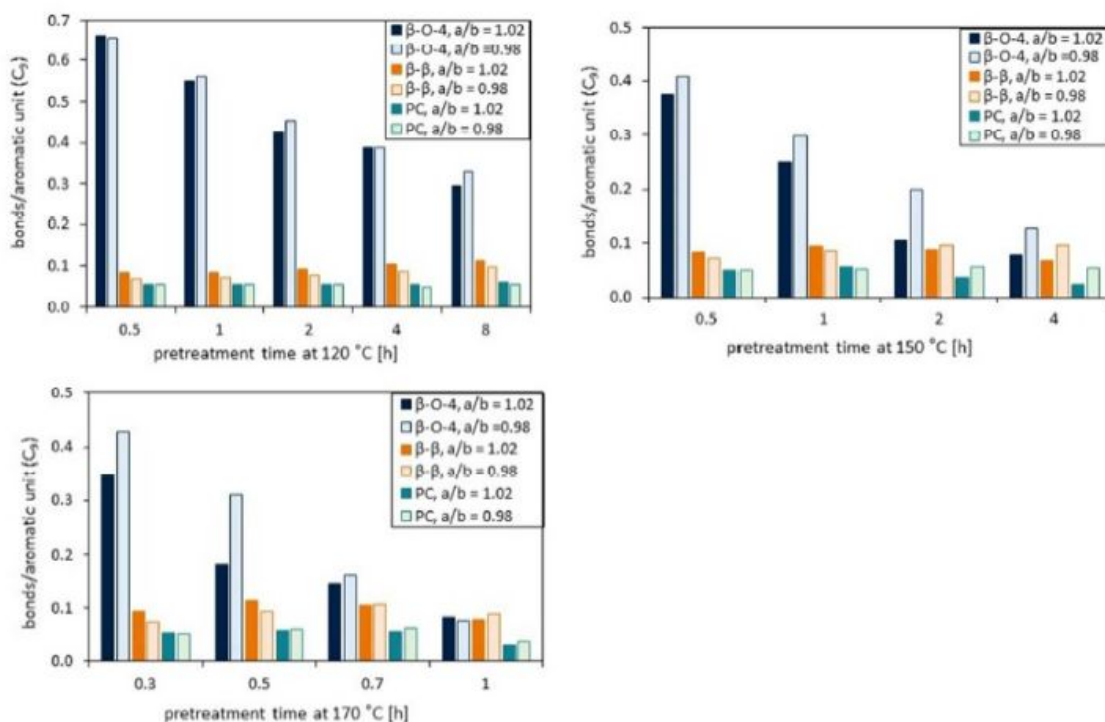 0.7
0.6
0.5
0.4
0.3
0.2
0.1
0.0
bonds/aromatic unit (C₉)
β-O-4, a/b = 1.02
β-O-4, a/b =0.98
β-β, a/b = 1.02
β-β, a/b = 0.98
PC, a/b = 1.02
PC, a/b = 0.98
0.5 1 2 4 8
pretreatment time at 120 °C [h]
0.5
0.4
0.3
0.2
0.1
0.0
bonds/aromatic unit (C₉)
β-O-4, a/b = 1.02
β-O-4, a/b =0.98
β-β, a/b = 1.02
β-β, a/b = 0.98
PC, a/b = 1.02
PC, a/b = 0.98
0.5 1 2 4
pretreatment time at 150 °C [h]
0.5
0.4
0.3
0.2
0.1
0.0
bonds/aromatic unit (C₉)
β-O-4, a/b = 1.02
β-O-4, a/b =0.98
β-β, a/b = 1.02
β-β, a/b = 0.98
PC, a/b = 1.02
PC, a/b = 0.98
0.3 0.5 0.7 1
pretreatment time at 170 °C [h]